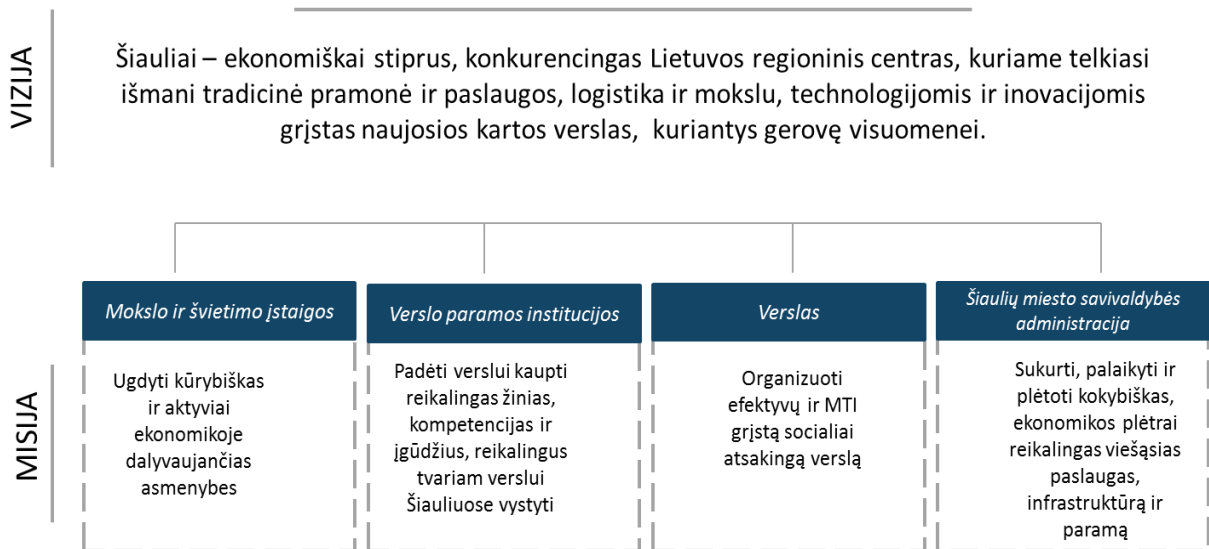 VIZIJA
Šiauliai – ekonomiškai stiprus, konkurencingas Lietuvos regioninis centras, kuriame telkiasi
išmani tradicinė pramonė ir paslaugos, logistika ir mokslu, technologijomis ir inovacijomis
grįstas naujosios kartos verslas, kuriantys gerovę visuomenei.
MISIJA
Mokslo ir švietimo įstaigos
Ugdyti kūrybiškas
ir aktyviai
ekonomikoje
dalyvaujančias
asmenybes
Verslo paramos institucijos
Padėti verslui kaupti
reikalingas žinias,
kompetencijas ir
įgūdžius, reikalingus
tvariam verslui
Šiauliuose vystyti
Verslas
Organizuoti
efektyvų ir MTI
grįstą socialiai
atsakingą verslą
Šiaulių miesto savivaldybės
administracija
Sukurti, palaikyti ir
plėtoti kokybiškas,
ekonomikos plėtrai
reikalingas viešąsias
paslaugas,
infrastruktūrą ir
paramą